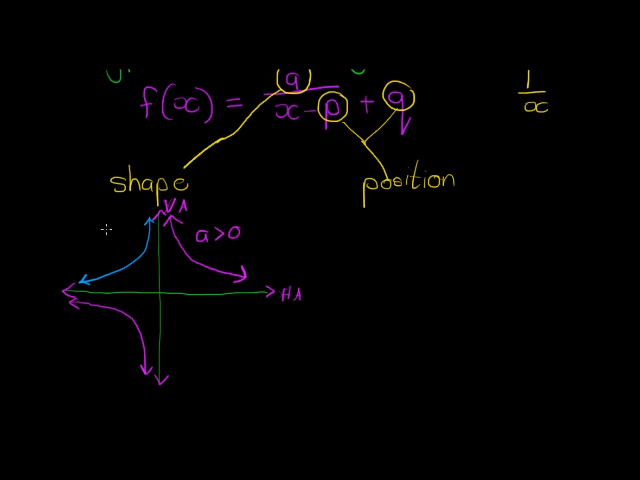 f(x) = a / x - p + q
1 / x
shape
position
VA
a > 0
HA